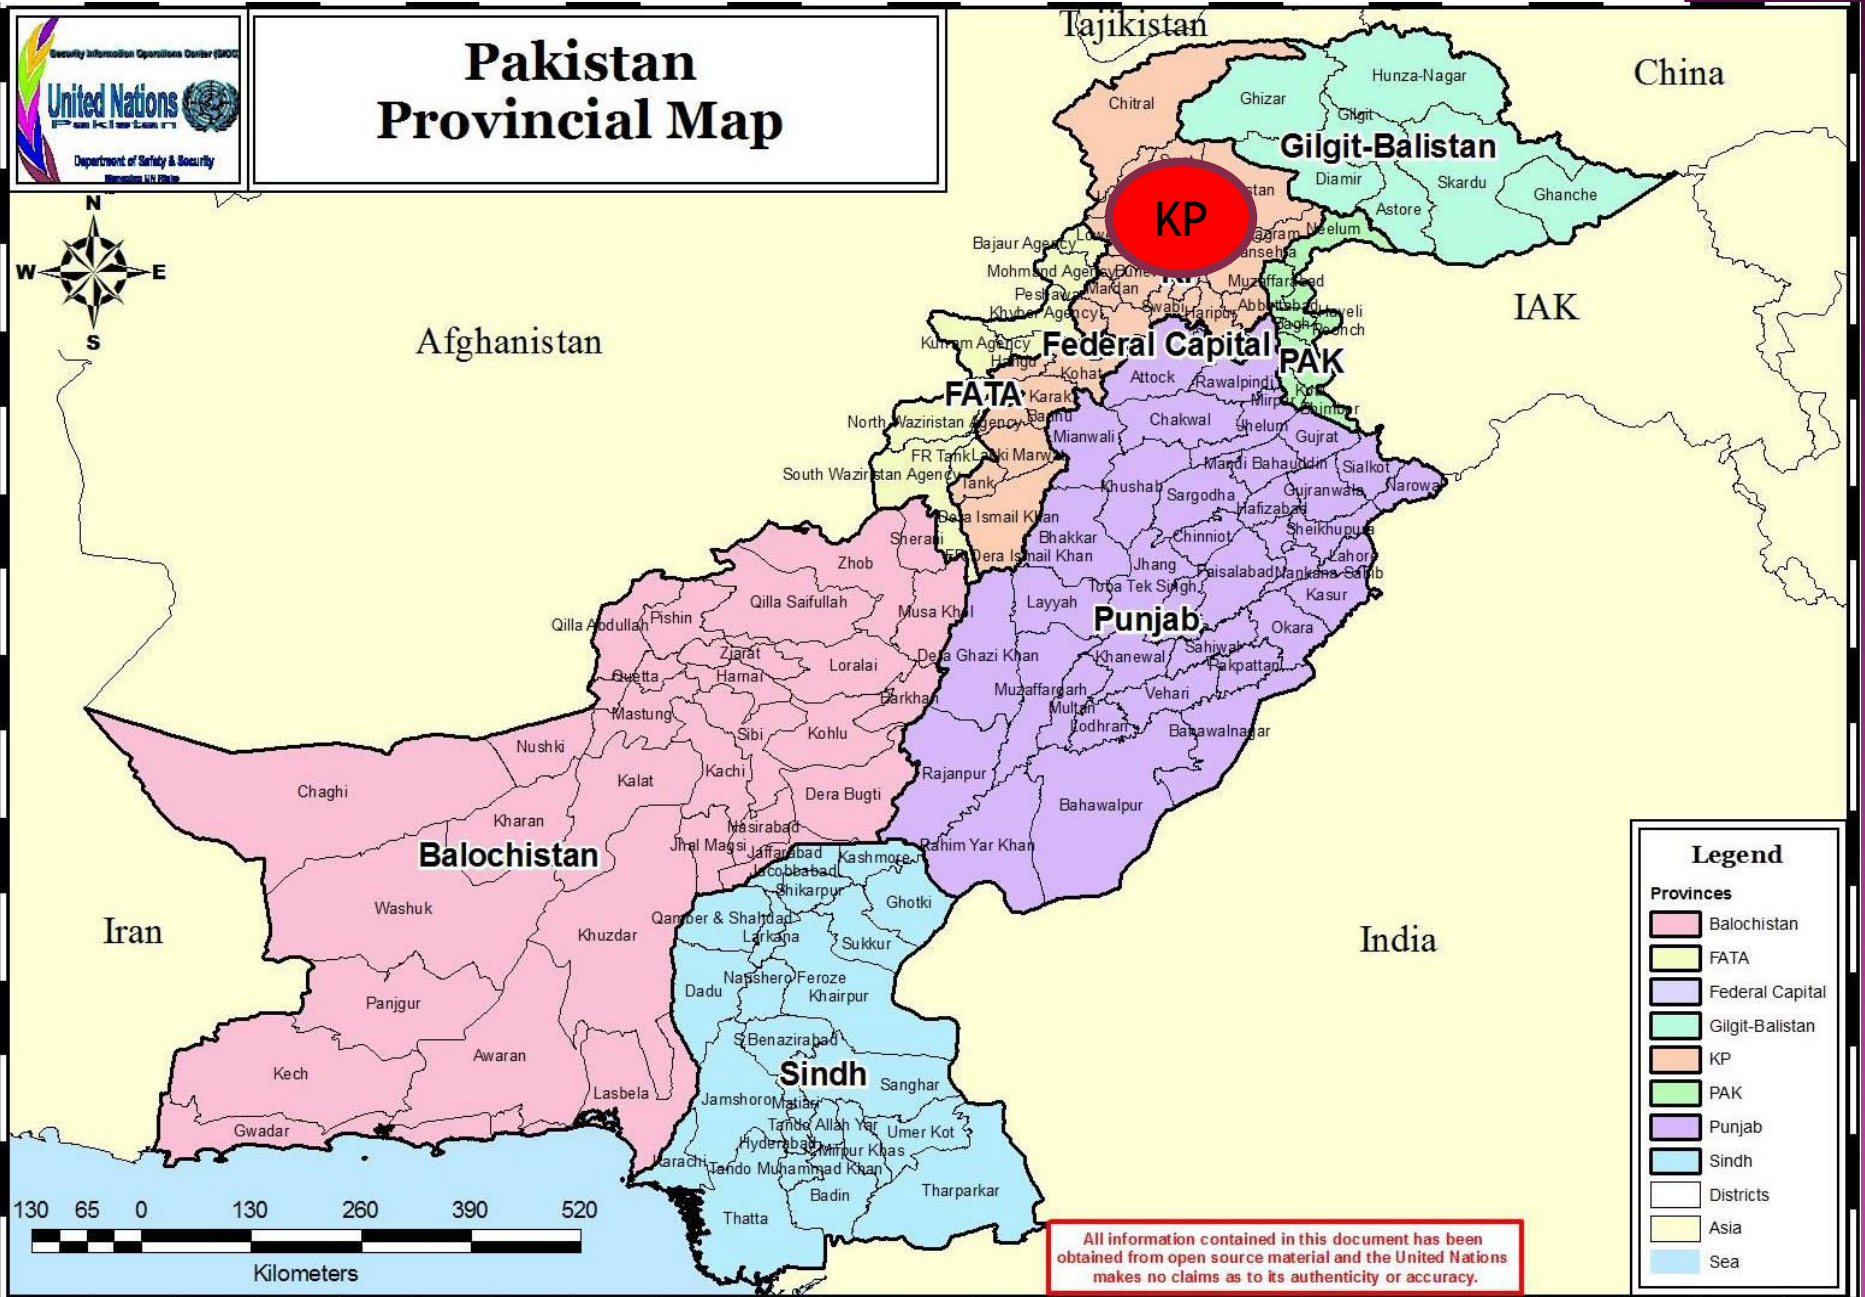 Security Information Operations Center (SIOC)
United Nations
Pakistan
Department of Safety & Security
Pakistan
Provincial Map
N
W
E
S
Tajikistan
China
Afghanistan
IAK
Iran
India
Chitral
Ghizar
Hunza-Nagar
Gilgit
Gilgit-Balistan
Diamir
Skardu
Ghanche
Astore
KP
Neelum
Bajaur Agency
Mohmand Agency
Mardan
Muzaffarabad
Peshawar
Khyber Agency
Swabi
Haripur
Abbottabad
Haveli
Bagh
Poonch
Kurram Agency
Hangu
Federal Capital
PAK
Kohat
Attock
Rawalpindi
FATA
Karak
Kotli
Mirpur
Bhimber
North Waziristan Agency
Bannu
Mianwali
Chakwal
Jhelum
Gujrat
FR Tank
Lakki Marwat
Mandi Bahauddin
Sialkot
South Waziristan Agency
Tank
Khushab
Sargodha
Gujranwala
Narowal
Hafizabad
Dera Ismail Khan
Sheikhupura
Sherani
Bhakkar
Chinniot
FR Dera Ismail Khan
Lahore
Zhob
Jhang
Faisalabad
Nankana Sahib
Toba Tek Singh
Kasur
Qilla Saifullah
Layyah
Musa Khel
Punjab
Qilla Abdullah
Pishin
Okara
Ziarat
Loralai
Dera Ghazi Khan
Khanewal
Sahiwal
Pakpattan
Quetta
Harnai
Muzaffargarh
Vehari
Barkhan
Multan
Mastung
Sibi
Kohlu
Lodhran
Bahawalnagar
Nushki
Kalat
Kachi
Rajanpur
Chaghi
Dera Bugti
Bahawalpur
Kharan
Nasirabad
Jhal Magsi
Jaffarabad
Kashmore
Rahim Yar Khan
Balochistan
Jacobbabad
Shikarpur
Washuk
Ghotki
Qamber & Shahdad
Khuzdar
Larkana
Sukkur
Naushero Feroze
Dadu
Khairpur
Panjgur
S.Benazirabad
Awaran
Sindh
Kech
Sanghar
Lasbela
Jamshoro
Matiari
Tando Allah Yar
Gwadar
Hyderabad
Umer Kot
Mirpur Khas
Karachi
Tando Muhammad Khan
Badin
Tharparkar
Thatta
130 65 0 130 260 390 520
Kilometers
All information contained in this document has been
obtained from open source material and the United Nations
makes no claims as to its authenticity or accuracy.
Legend
Provinces
Balochistan
FATA
Federal Capital
Gilgit-Balistan
KP
PAK
Punjab
Sindh
Districts
Asia
Sea